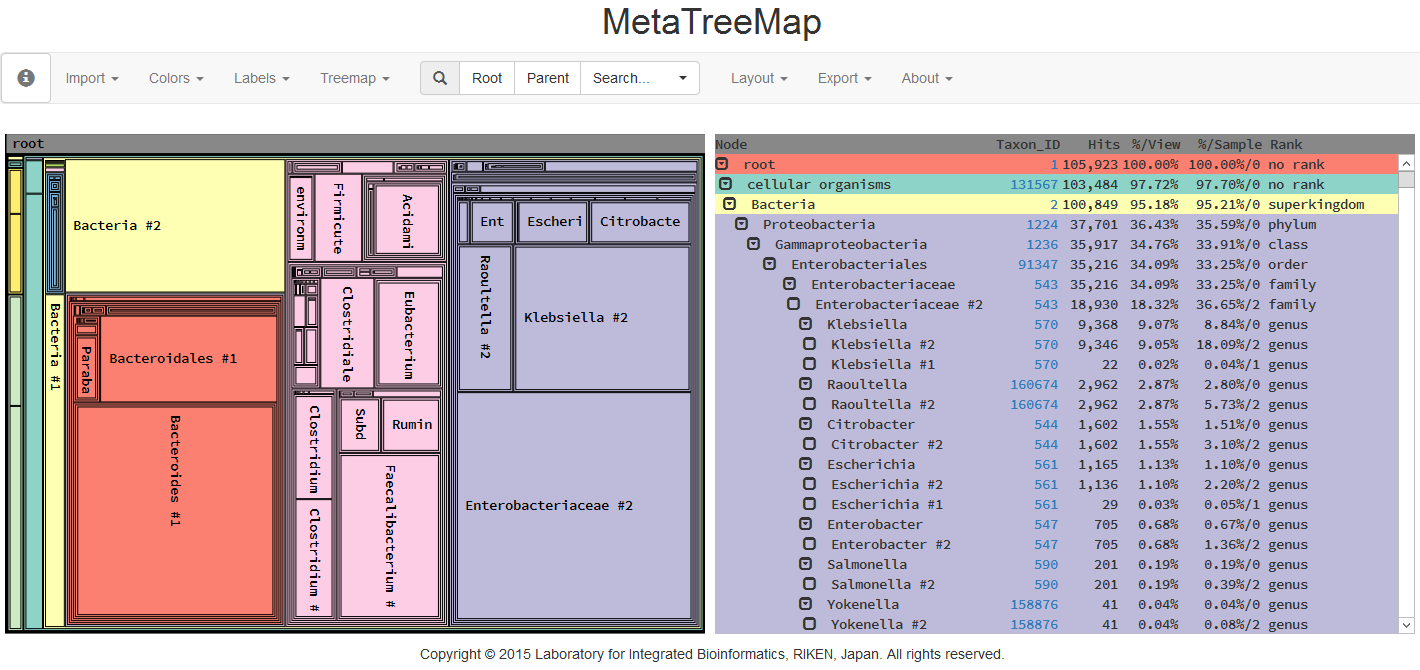 MetaTreeMap
Import Colors Labels Treemap Root Parent Search... Layout Export About
root
Bacteria #2
Bacteria #1
Paraba
Bacteroidales #1
Bacteroides #1
environm
Firmicute
Acidami
Clostridiale
Eubacterium
Clostridium
Clostridium #
Subd
Rumin
Faecalibacterium #
Ent
Escheri
Citrobacte
Raoultella #2
Klebsiella #2
Enterobacteriaceae #2
Node Taxon_ID Hits %/View %/Sample Rank
root 1 105,923 100.00% 100.00%/0 no rank
cellular organisms 131567 103,484 97.72% 97.70%/0 no rank
Bacteria 2 100,849 95.18% 95.21%/0 superkingdom
Proteobacteria 1224 37,701 36.43% 35.59%/0 phylum
Gammaproteobacteria 1236 35,917 34.76% 33.91%/0 class
Enterobacteriales 91347 35,216 34.09% 33.25%/0 order
Enterobacteriaceae 543 35,216 34.09% 33.25%/0 family
Enterobacteriaceae #2 543 18,930 18.32% 36.65%/2 family
Klebsiella 570 9,368 9.07% 8.84%/0 genus
Klebsiella #2 570 9,346 9.05% 18.09%/2 genus
Klebsiella #1 570 22 0.02% 0.04%/1 genus
Raoultella 160674 2,962 2.87% 2.80%/0 genus
Raoultella #2 160674 2,962 2.87% 5.73%/2 genus
Citrobacter 544 1,602 1.55% 1.51%/0 genus
Citrobacter #2 544 1,602 1.55% 3.10%/2 genus
Escherichia 561 1,165 1.13% 1.10%/0 genus
Escherichia #2 561 1,136 1.10% 2.20%/2 genus
Escherichia #1 561 29 0.03% 0.05%/1 genus
Enterobacter 547 705 0.68% 0.67%/0 genus
Enterobacter #2 547 705 0.68% 1.36%/2 genus
Salmonella 590 201 0.19% 0.19%/0 genus
Salmonella #2 590 201 0.19% 0.39%/2 genus
Yokenella 158876 41 0.04% 0.04%/0 genus
Yokenella #2 158876 41 0.04% 0.08%/2 genus
Copyright © 2015 Laboratory for Integrated Bioinformatics, RIKEN, Japan. All rights reserved.